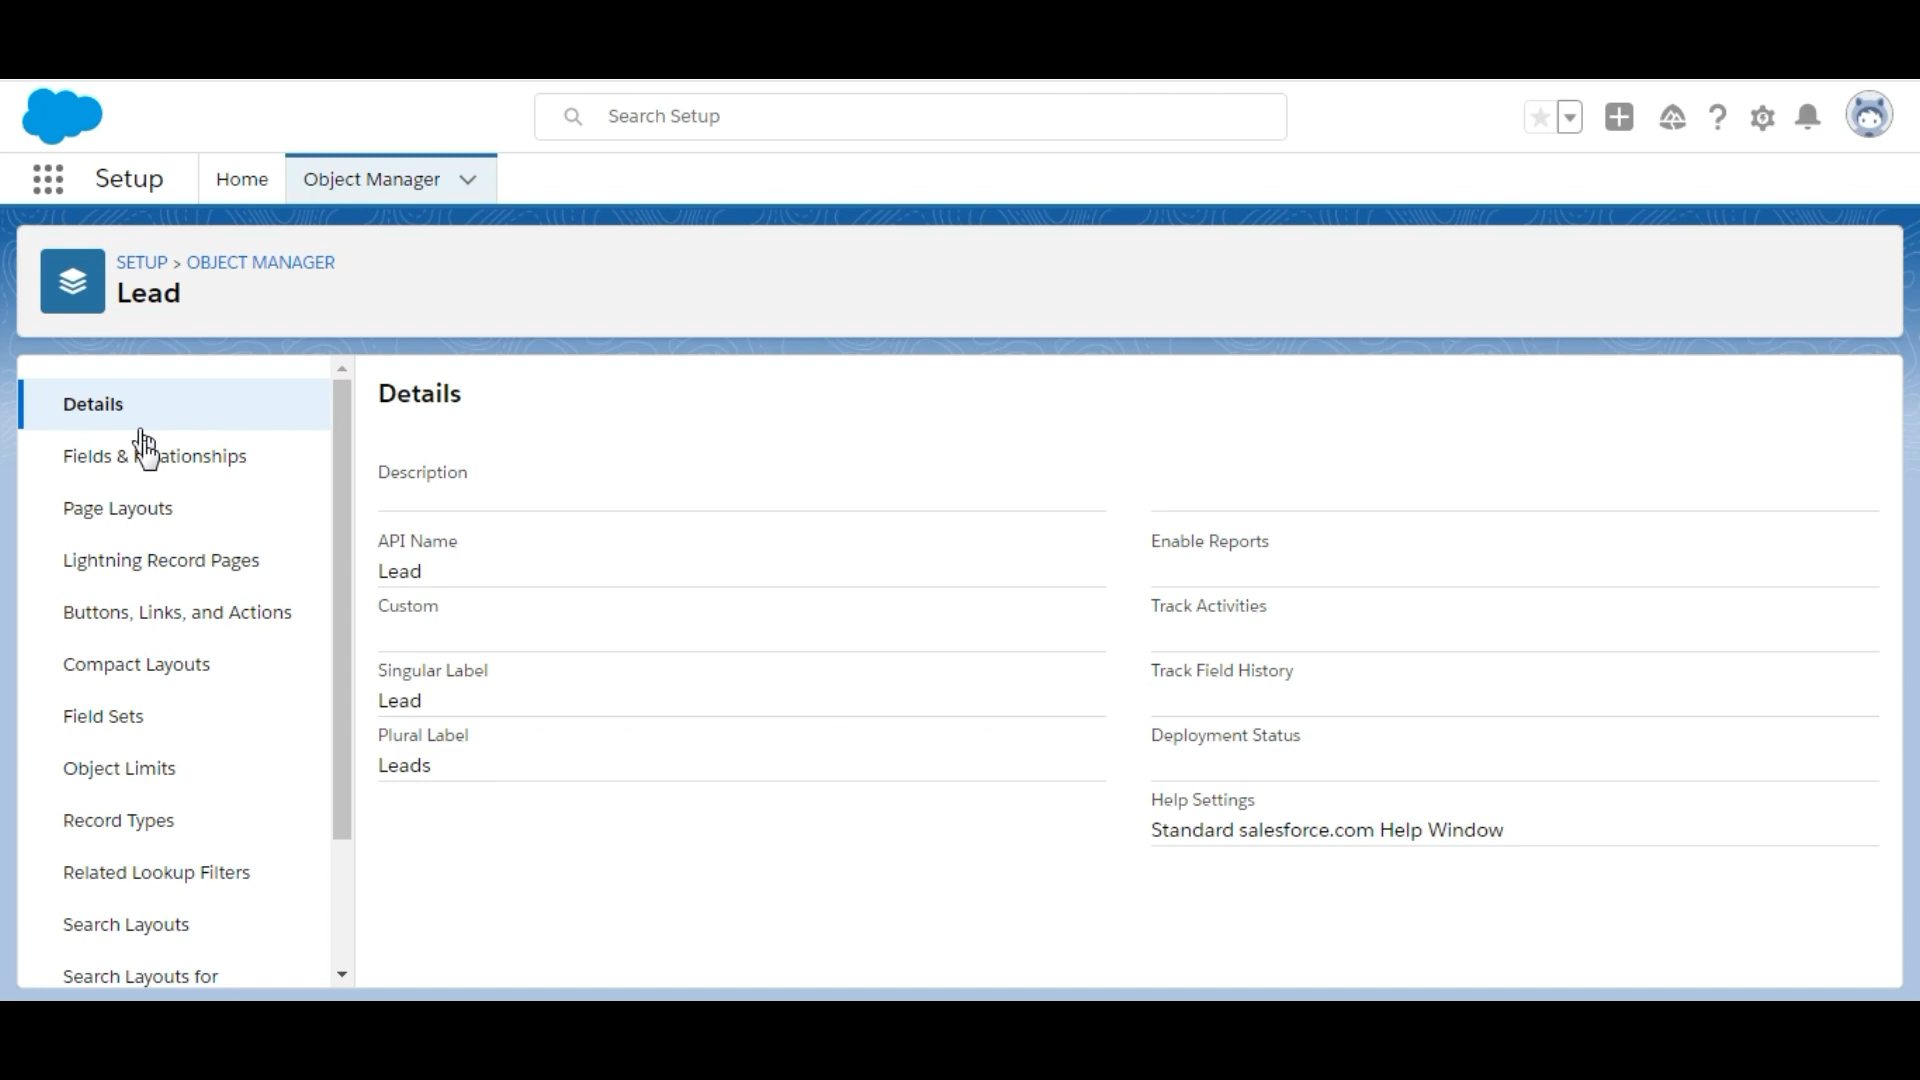 Search Setup
Setup
Home
Object Manager
SETUP > OBJECT MANAGER
Lead
Details
Fields & Relationships
Page Layouts
Lightning Record Pages
Buttons, Links, and Actions
Compact Layouts
Field Sets
Object Limits
Record Types
Related Lookup Filters
Search Layouts
Search Layouts for
Details
Description
API Name
Lead
Custom
Singular Label
Lead
Plural Label
Leads
Enable Reports
Track Activities
Track Field History
Deployment Status
Help Settings
Standard salesforce.com Help Window